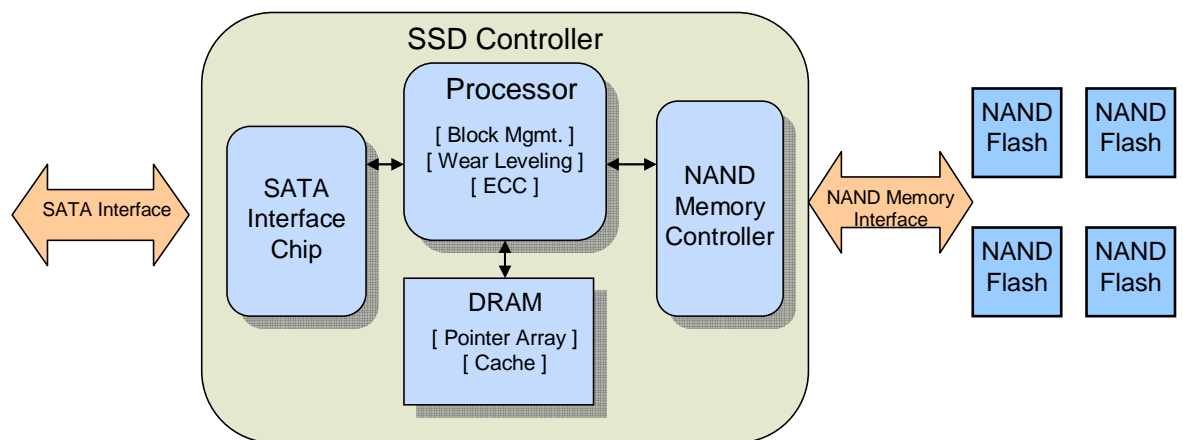 SSD Controller
Processor
[ Block Mgmt. ]
[ Wear Leveling ]
[ ECC ]
SATA Interface
SATA
Interface
Chip
NAND
Memory
Controller
DRAM
[ Pointer Array ]
[ Cache ]
NAND Memory
Interface
NAND
Flash
NAND
Flash
NAND
Flash
NAND
Flash